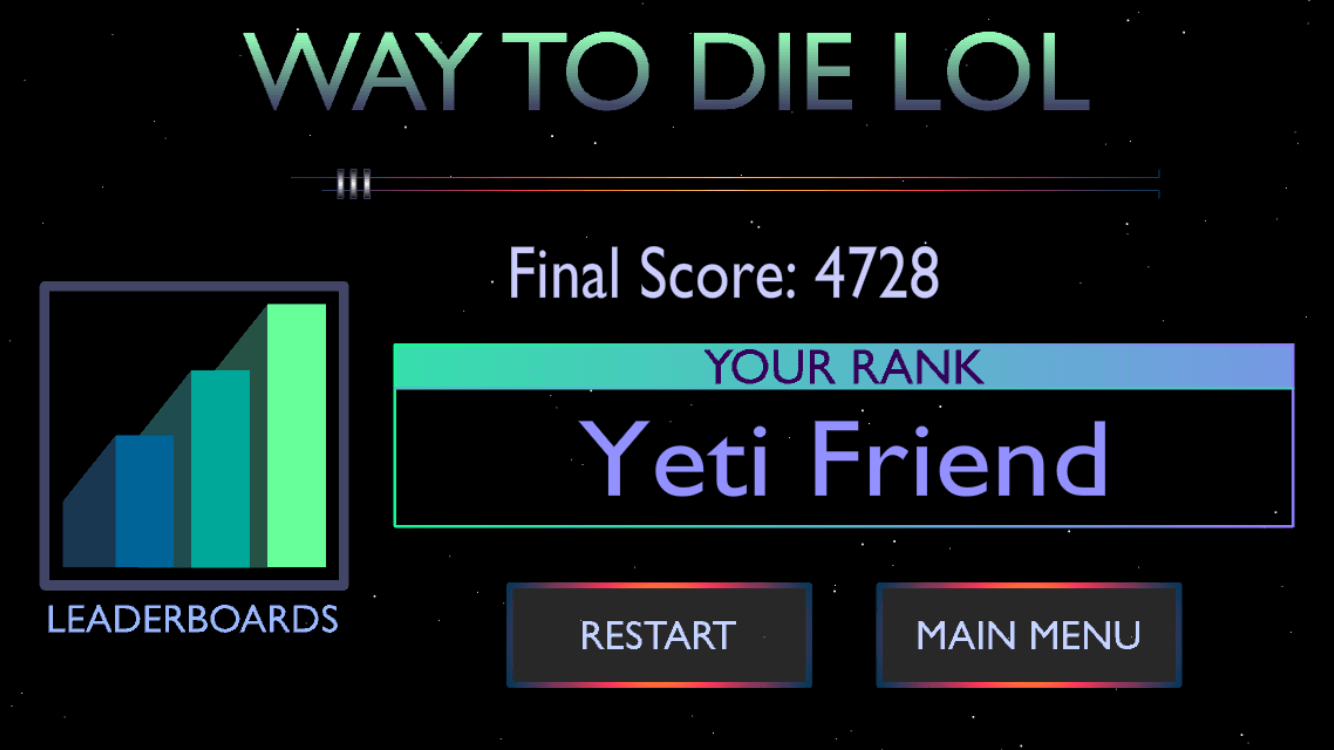 WAY TO DIE LOL
Final Score: 4728
YOUR RANK
Yeti Friend
LEADERBOARDS
RESTART
MAIN MENU